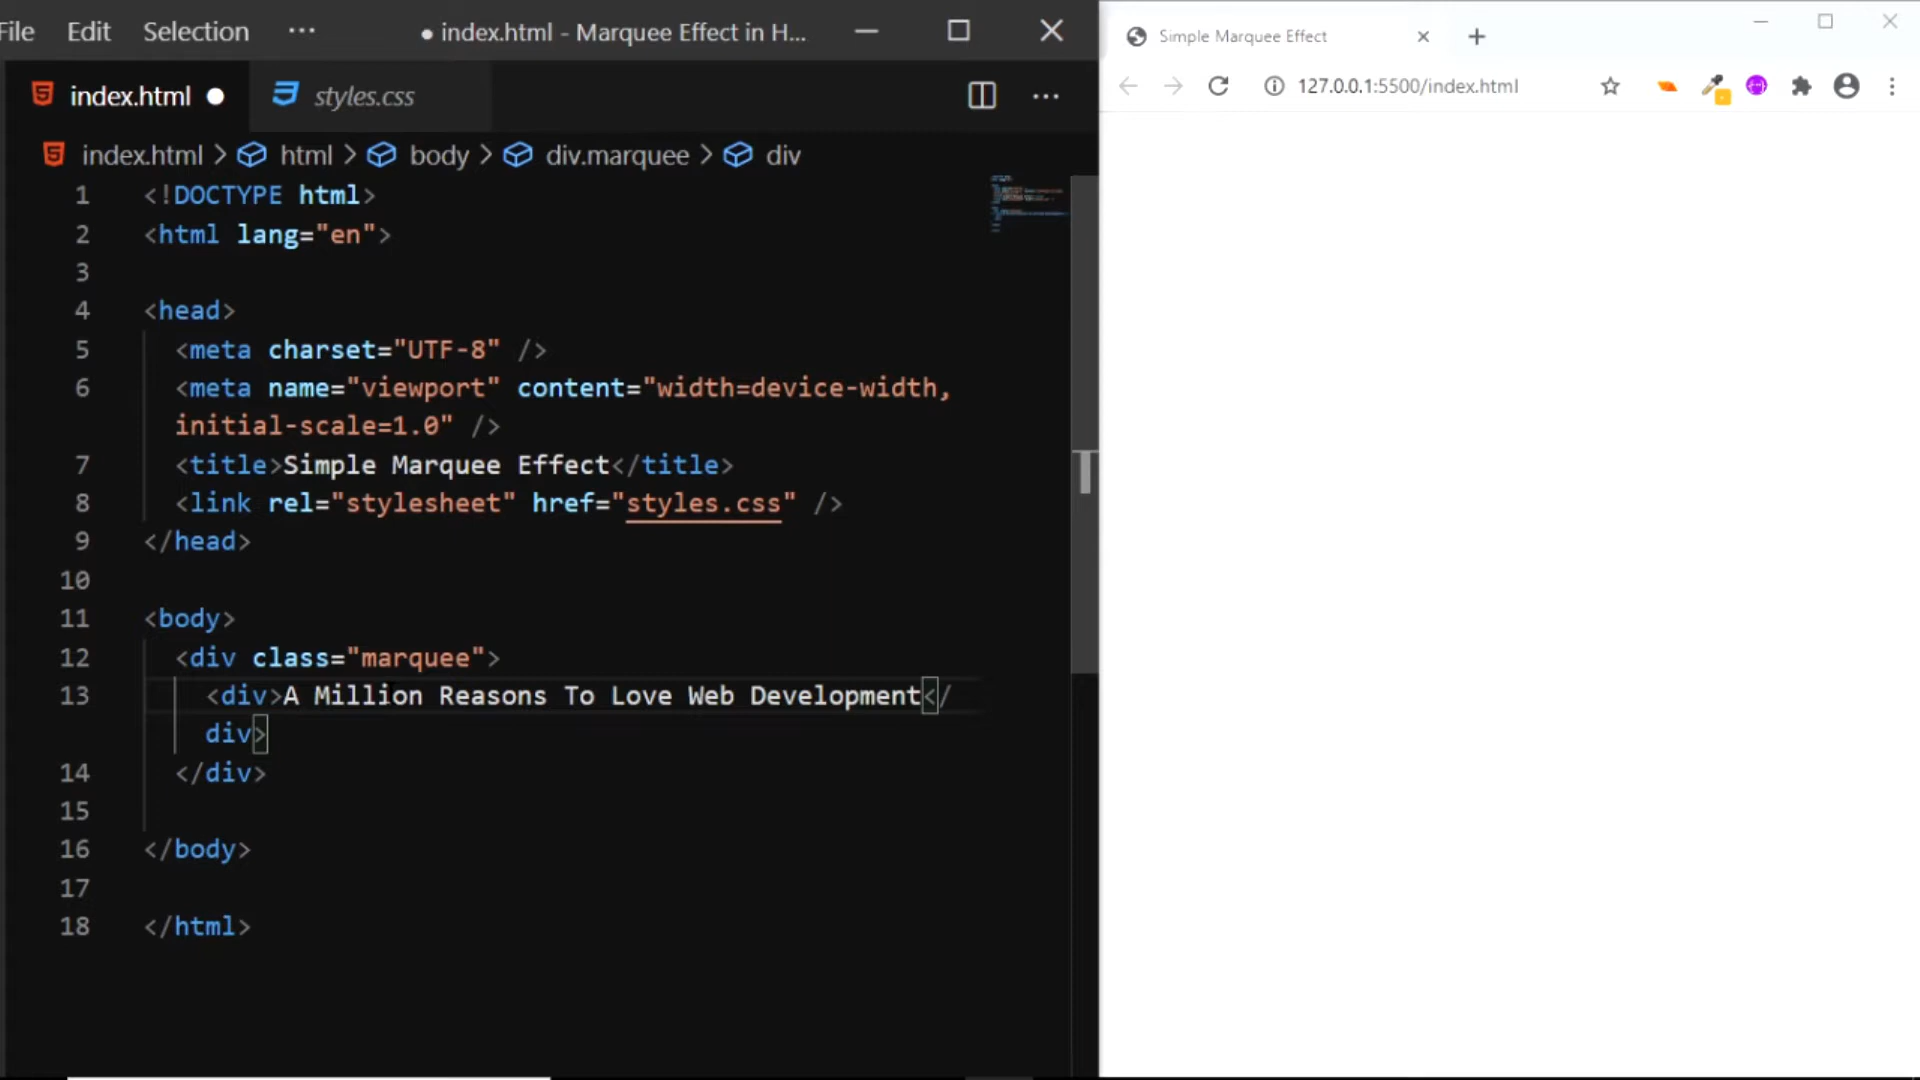 File Edit Selection ··· ● index.html - Marquee Effect in H...
index.html ● styles.css
index.html > html > body > div.marquee > div
1 <!DOCTYPE html>
2 <html lang="en">
3
4 <head>
5 <meta charset="UTF-8" />
6 <meta name="viewport" content="width=device-width,
initial-scale=1.0" />
7 <title>Simple Marquee Effect</title>
8 <link rel="stylesheet" href="styles.css" />
9 </head>
10
11 <body>
12 <div class="marquee">
13 <div>A Million Reasons To Love Web Development</
div>
14 </div>
15
16 </body>
17
18 </html>
Simple Marquee Effect
127.0.0.1:5500/index.html